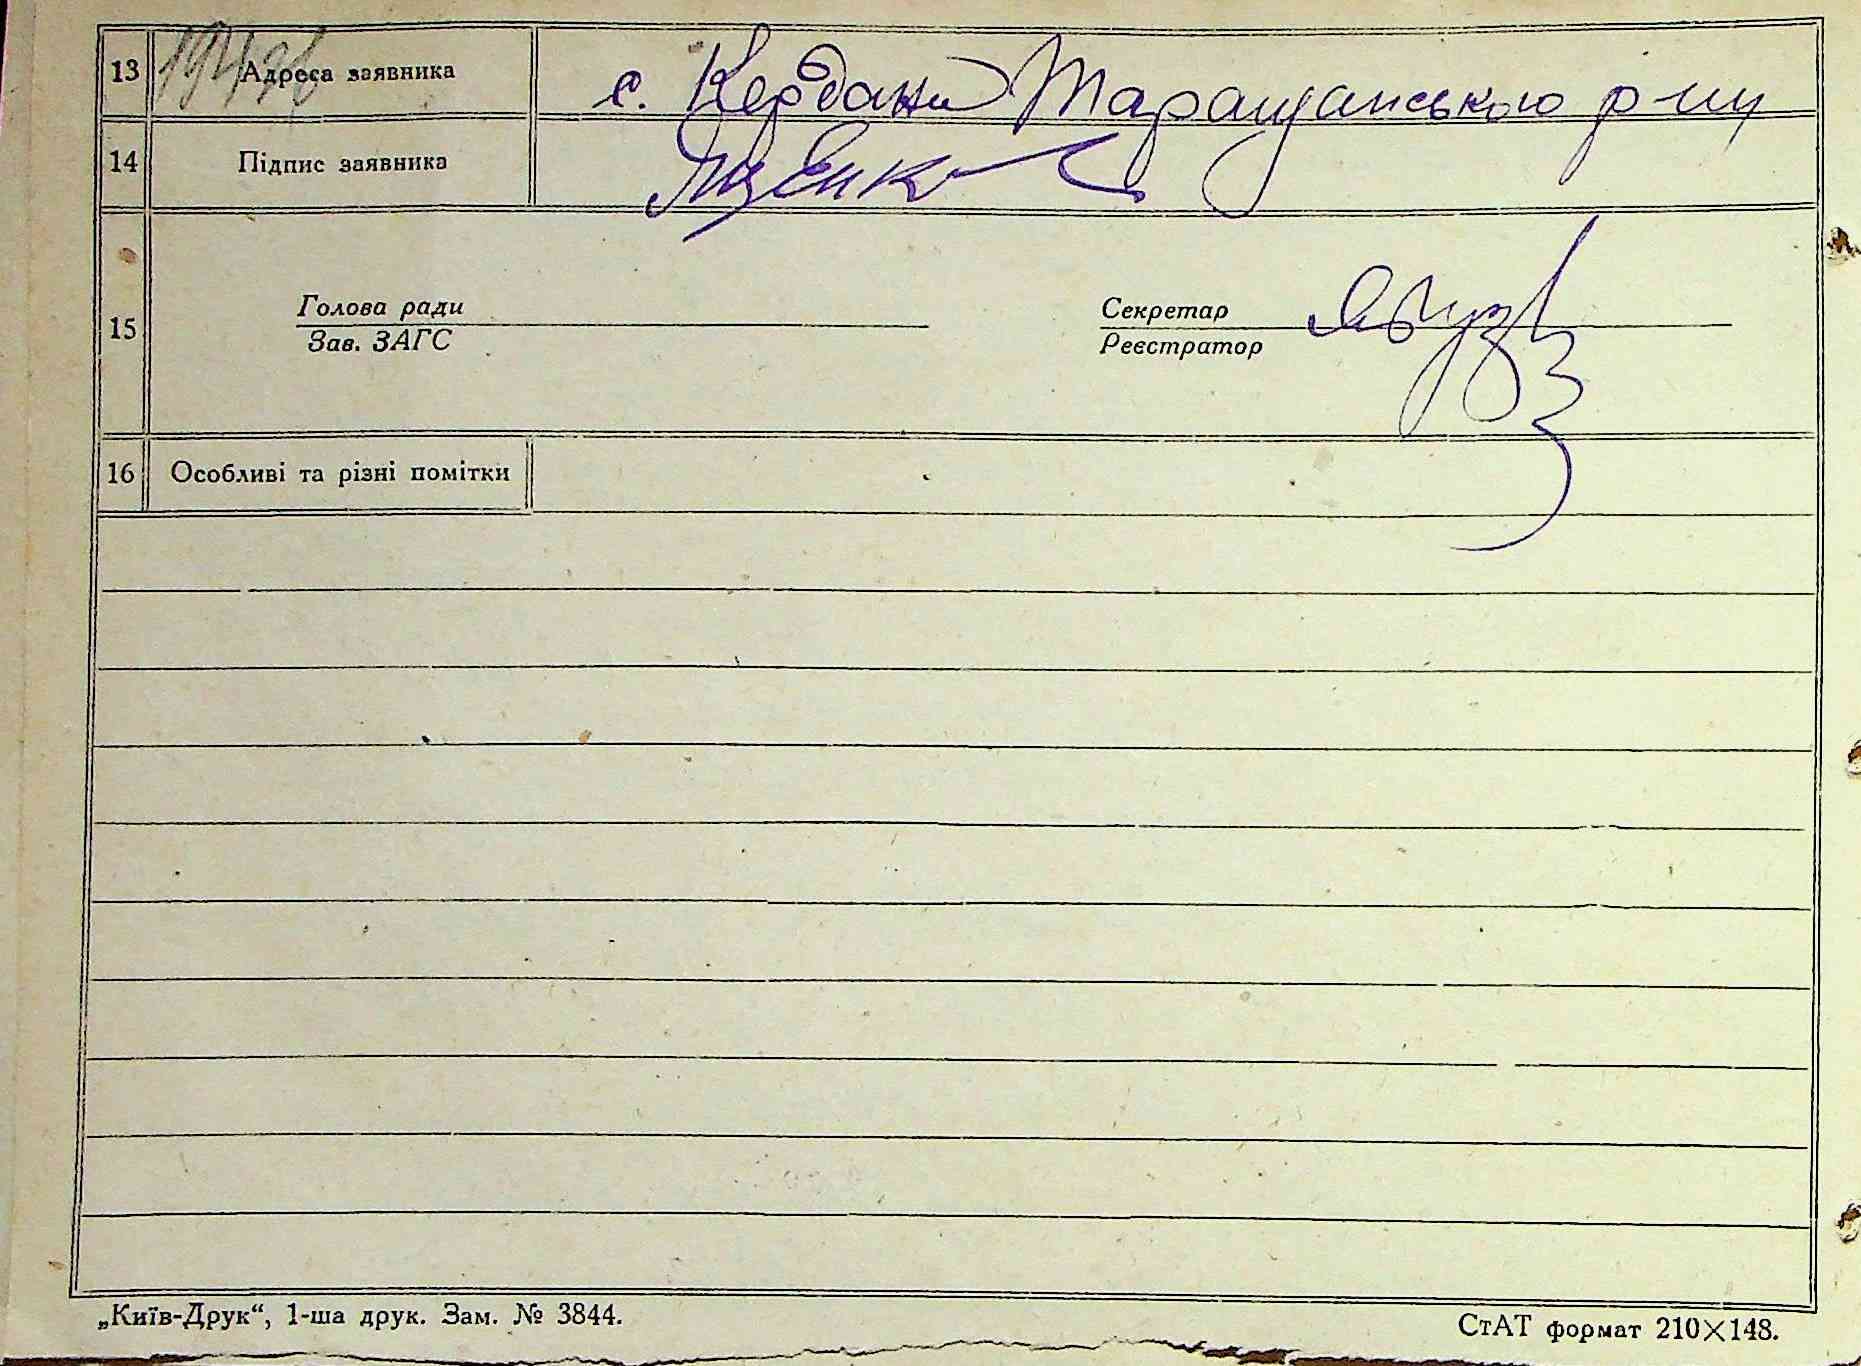 13 Адреса заявника с. Кердани Таращанського р-ну
14 Підпис заявника Яценко
15 Голова ради Секретар
Зав. ЗАГС Реєстратор
16 Особливі та різні помітки
„Київ-Друк“, 1-ша друк. Зам. № 3844. СтАТ формат 210×148.